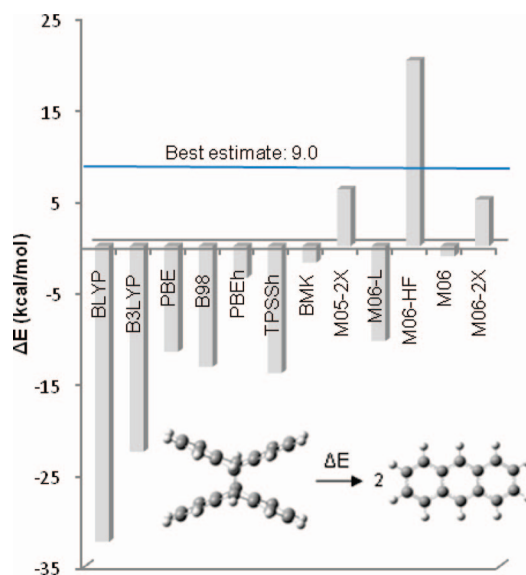 25
15
5
-5
-15
-25
-35
ΔE (kcal/mol)
Best estimate: 9.0
BLYP
B3LYP
PBE
B98
PBEh
TPSSh
BMK
M05-2X
M06-L
M06-HF
M06
M06-2X
ΔE
2